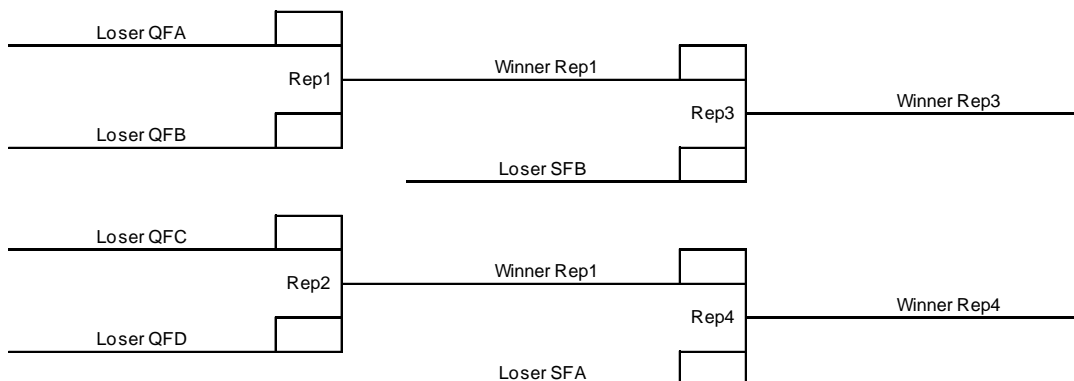 Loser QFA
Rep1
Winner Rep1
Loser QFB
Rep3
Winner Rep3
Loser SFB
Loser QFC
Rep2
Winner Rep1
Loser QFD
Rep4
Winner Rep4
Loser SFA